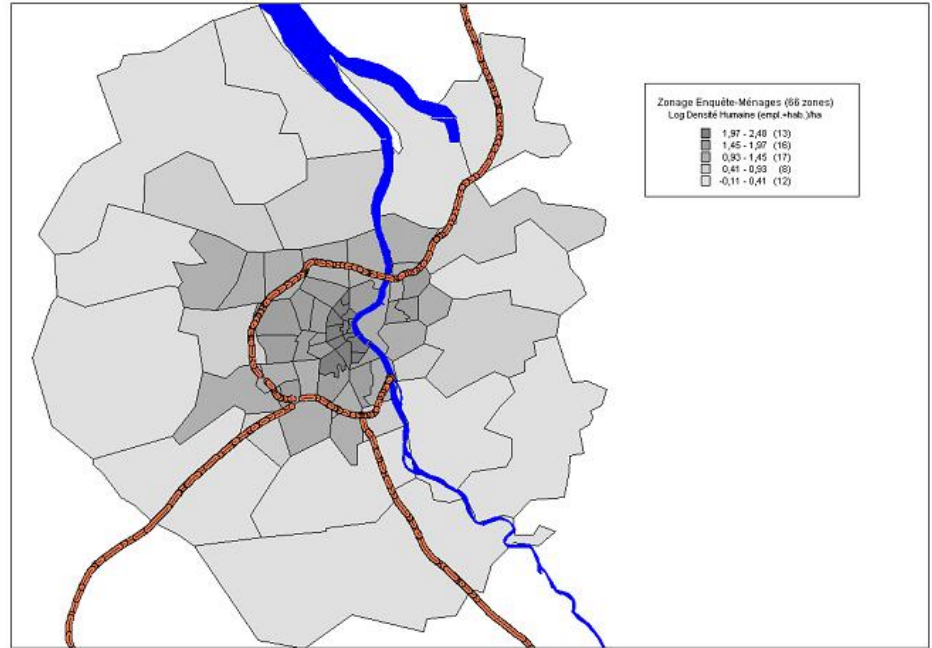 Zonage Enquête-Ménages (66 zones)
Log Densité Humaine (empl.+hab.)/ha
1,97 - 2,48 (13)
1,45 - 1,97 (16)
0,93 - 1,45 (17)
0,41 - 0,93 (8)
-0,11 - 0,41 (12)